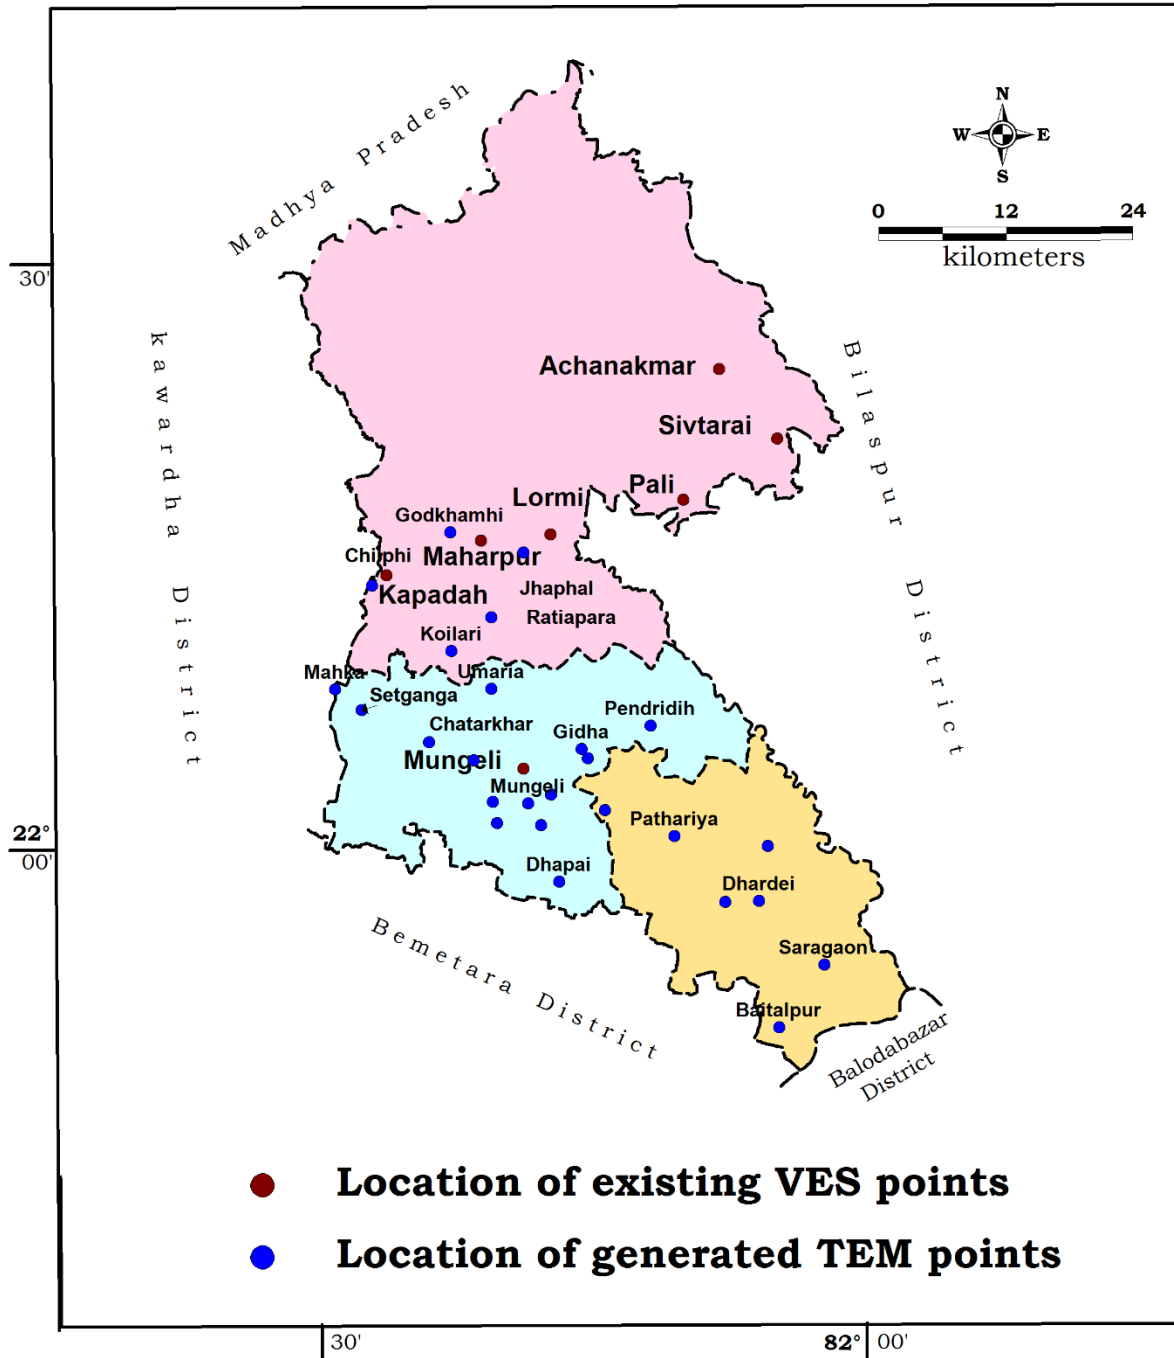 Madhya Pradesh
N
W E
S
0 12 24
kilometers
30'
kawardha District
Bilaspur District
Achanakmar
Sivtarai
Pali
Lormi
Godkhamhi
Maharpur
Chirphi
Kapadah
Jhaphal
Ratiapara
Koilari
Mahka
Umaria
Setganga
Pendridih
Chatarkhar
Gidha
Mungeli
Mungeli
Pathariya
22°
00'
Dhapai
Dhardei
Saragaon
Baitalpur
Bemetara District
Balodabazar
District
Location of existing VES points
Location of generated TEM points
30'
82° 00'